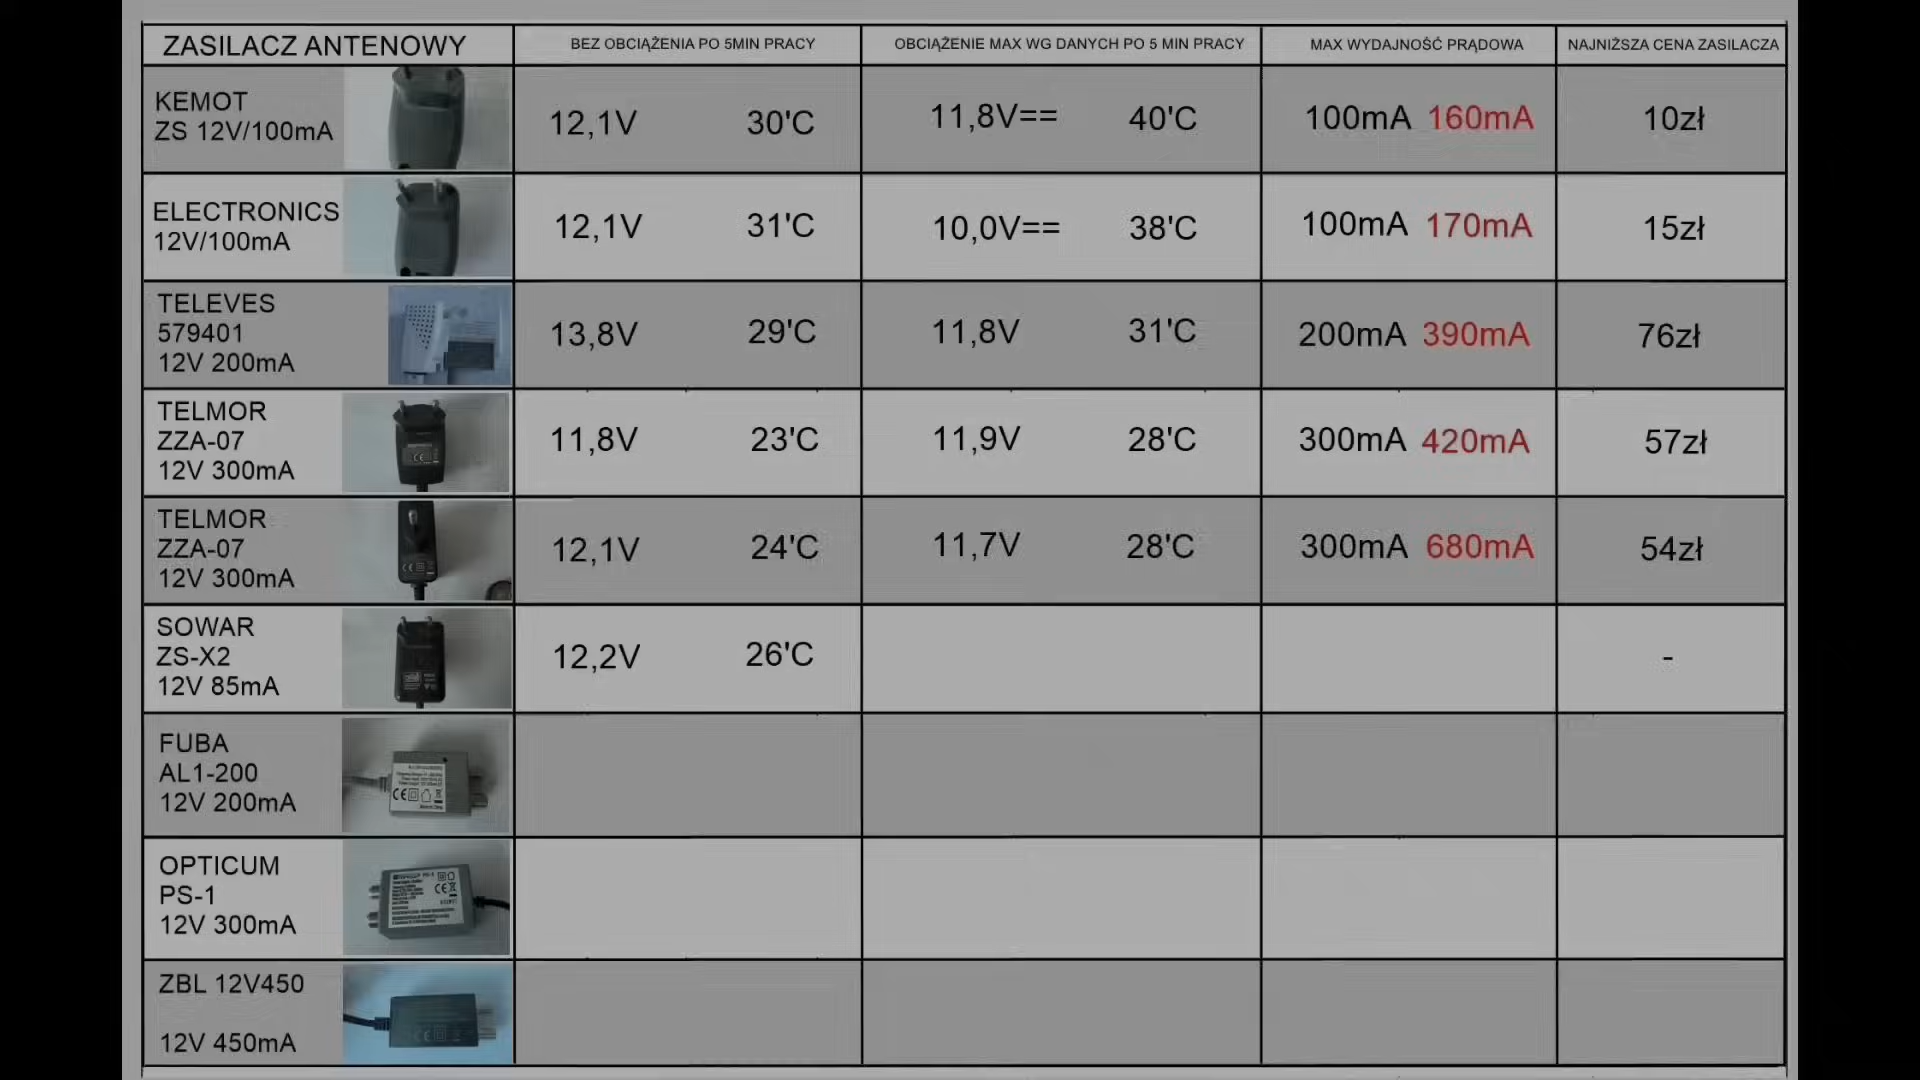 ZASILACZ ANTENOWY BEZ OBCIĄŻENIA PO 5MIN PRACY OBCIĄŻENIE MAX WG DANYCH PO 5 MIN PRACY MAX WYDAJNOŚĆ PRĄDOWA NAJNIŻSZA CENA ZASILACZA
KEMOT
ZS 12V/100mA
12,1V 30'C 11,8V== 40'C 100mA 160mA 10zł
ELECTRONICS
12V/100mA
12,1V 31'C 10,0V== 38'C 100mA 170mA 15zł
TELEVES
579401
12V 200mA
13,8V 29'C 11,8V 31'C 200mA 390mA 76zł
TELMOR
ZZA-07
12V 300mA
11,8V 23'C 11,9V 28'C 300mA 420mA 57zł
TELMOR
ZZA-07
12V 300mA
12,1V 24'C 11,7V 28'C 300mA 680mA 54zł
SOWAR
ZS-X2
12V 85mA
12,2V 26'C -
FUBA
AL1-200
12V 200mA
OPTICUM
PS-1
12V 300mA
ZBL 12V450
12V 450mA